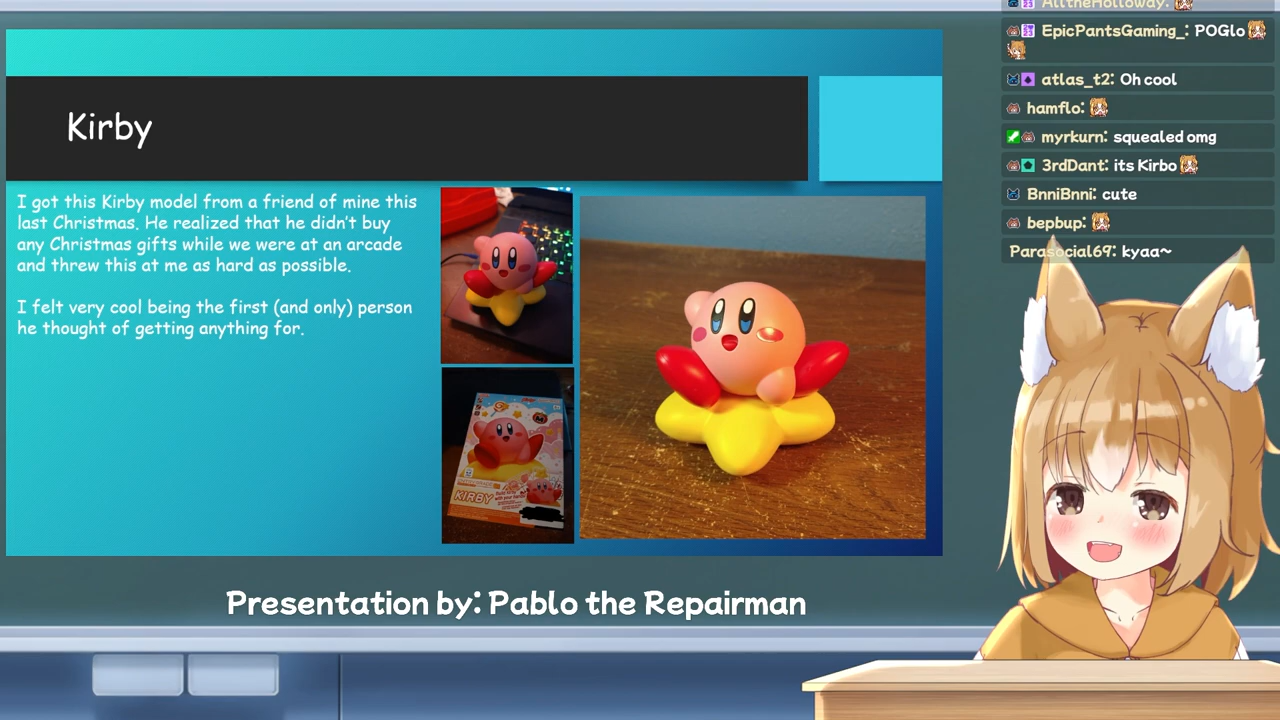 Kirby
I got this Kirby model from a friend of mine this
last Christmas. He realized that he didn't buy
any Christmas gifts while we were at an arcade
and threw this at me as hard as possible.
I felt very cool being the first (and only) person
he thought of getting anything for.
KIRBY
Presentation by: Pablo the Repairman
AlltheHolloway:
EpicPantsGaming_: POGlo
atlas_t2: Oh cool
hamflo:
myrkurn: squealed omg
3rdDant: its Kirbo
BnniBnni: cute
bepbup:
Parasocial69: kyaa~